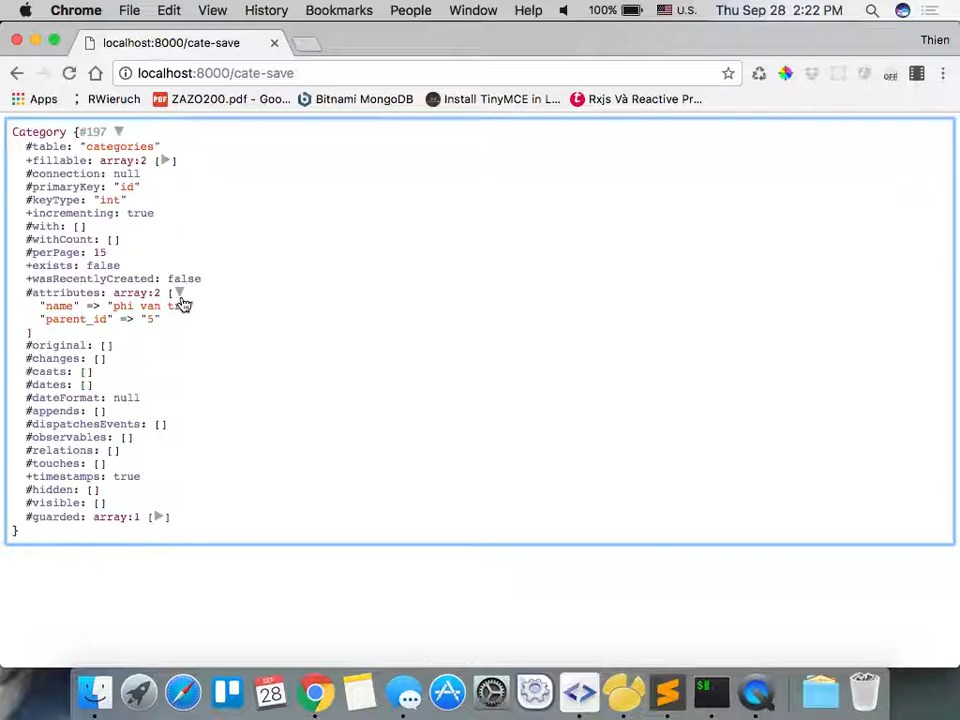 Chrome File Edit View History Bookmarks People Window Help 100% U.S. Thu Sep 28 2:22 PM
localhost:8000/cate-save Thien
localhost:8000/cate-save OFF
Apps RWieruch ZAZO200.pdf - Goo... Bitnami MongoDB Install TinyMCE in L... Rxjs Và Reactive Pr...
Category {#197 ▼
#table: "categories"
+fillable: array:2 [▶]
#connection: null
#primaryKey: "id"
#keyType: "int"
+incrementing: true
#with: []
#withCount: []
#perPage: 15
+exists: false
+wasRecentlyCreated: false
#attributes: array:2 [▼
"name" => "phi van
"parent_id" => "5"
]
#original: []
#changes: []
#casts: []
#dates: []
#dateFormat: null
#appends: []
#dispatchesEvents: []
#observables: []
#relations: []
#touches: []
+timestamps: true
#hidden: []
#visible: []
#guarded: array:1 [▶]
}
SEP
28